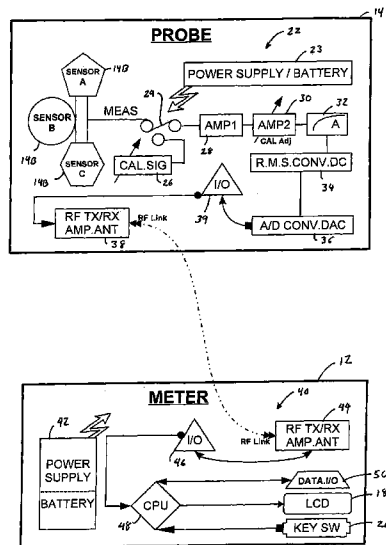 14
PROBE
22
14B
SENSOR
A
23
POWER SUPPLY / BATTERY
24
MEAS
SENSOR
B
14B
30
32
AMP1
AMP2
A
28
CAL Adj
SENSOR
C
14B
CAL.SIG
26
R.M.S.CONV.DC
34
I/O
39
RF TX/RX
AMP.ANT
38
RF Link
A/D CONV.DAC
36
12
METER
40
42
44
I/O
46
RF Link
RF TX/RX
AMP.ANT
POWER
SUPPLY
BATTERY
CPU
48
DATA.I/O
50
LCD
18
KEY SW